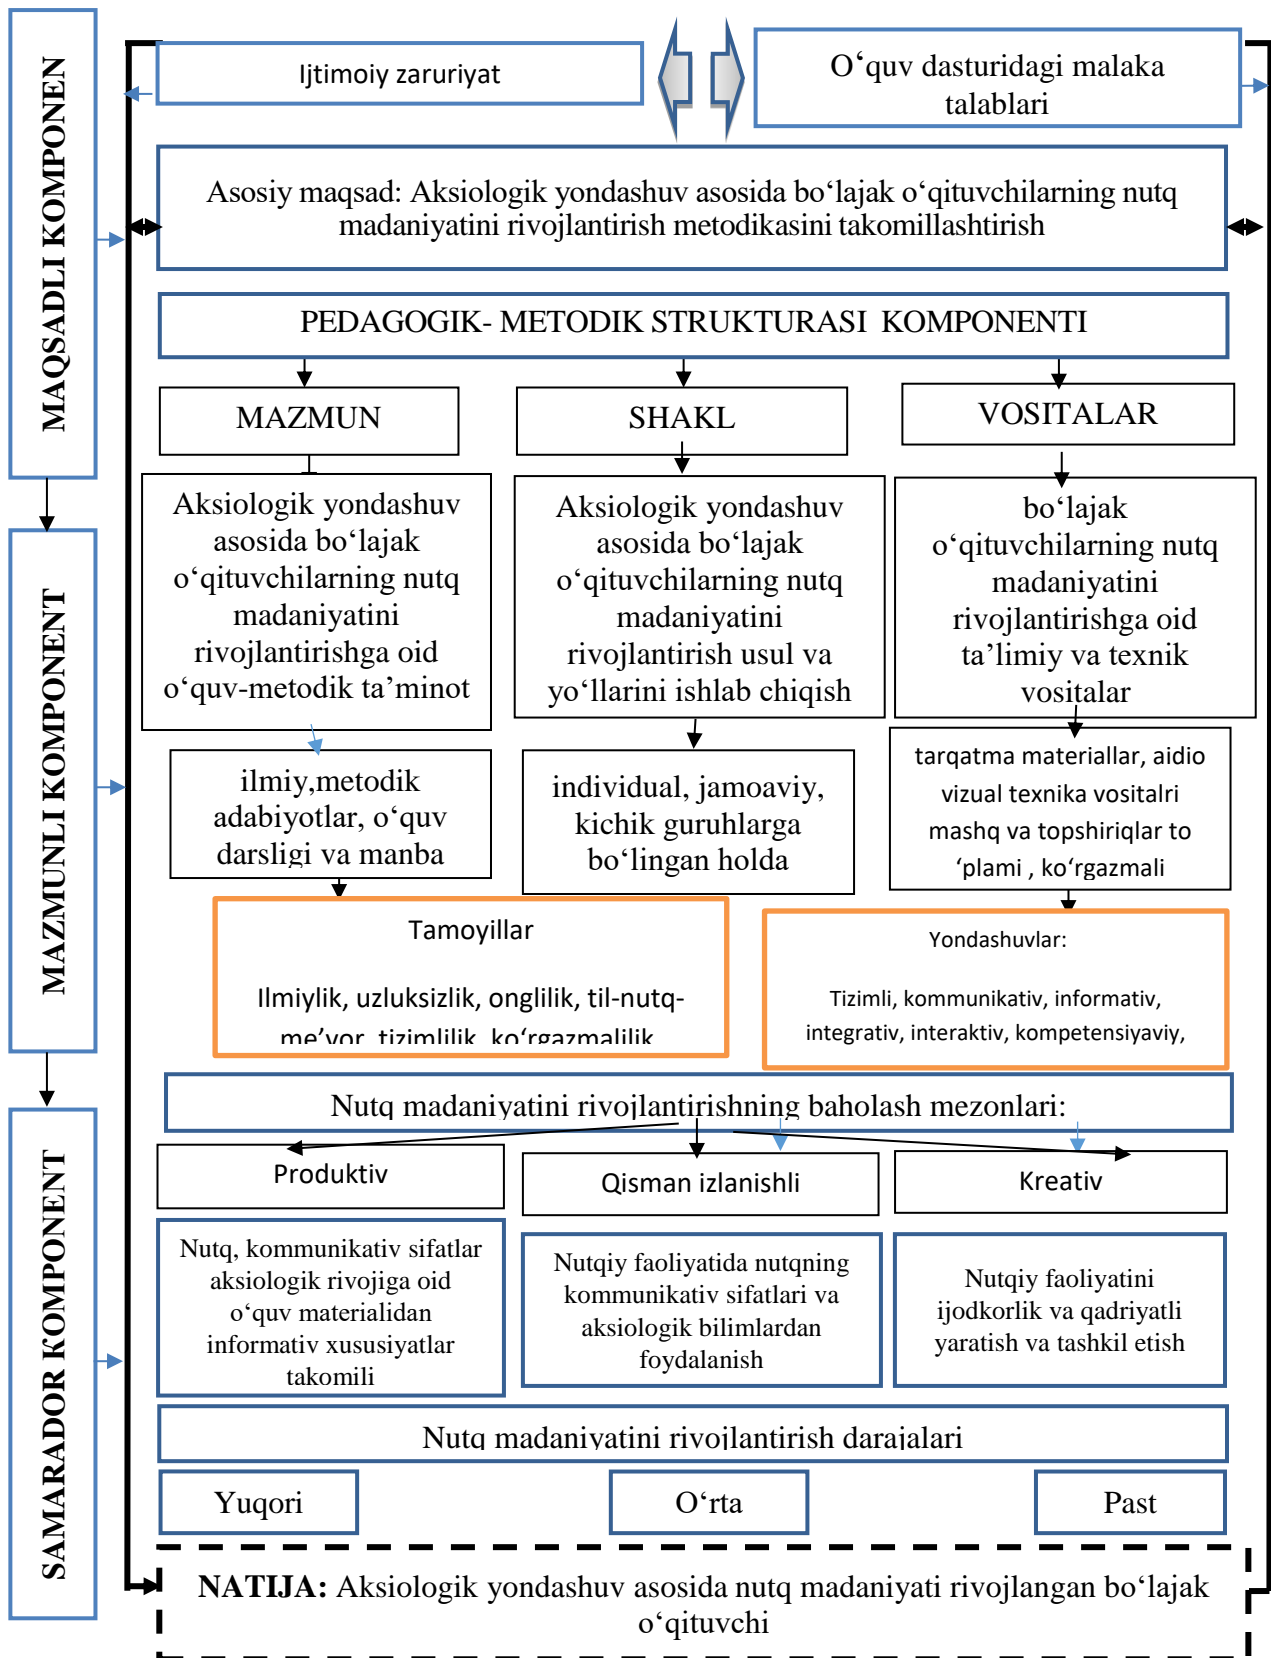 MAQSADLI KOMPONEN
Ijtimoiy zaruriyat
O‘quv dasturidagi malaka
talablari
Asosiy maqsad: Aksiologik yondashuv asosida bo‘lajak o‘qituvchilarning nutq
madaniyatini rivojlantirish metodikasini takomillashtirish
PEDAGOGIK- METODIK STRUKTURASI KOMPONENTI
MAZMUN
SHAKL
VOSITALAR
MAZMUNLI KOMPONENT
Aksiologik yondashuv
asosida bo‘lajak
o‘qituvchilarning nutq
madaniyatini
rivojlantirishga oid
o‘quv-metodik ta’minot
Aksiologik yondashuv
asosida bo‘lajak
o‘qituvchilarning nutq
madaniyatini
rivojlantirish usul va
yo‘llarini ishlab chiqish
bo‘lajak
o‘qituvchilarning nutq
madaniyatini
rivojlantirishga oid
ta’limiy va texnik
vositalar
ilmiy,metodik
adabiyotlar, o‘quv
darsligi va manba
individual, jamoaviy,
kichik guruhlarga
bo‘lingan holda
tarqatma materiallar, aidio
vizual texnika vositalri
mashq va topshiriqlar to
‘plami , ko‘rgazmali
Tamoyillar
Ilmiylik, uzluksizlik, onglilik, til-nutq-
me’yor, tizimlilik, ko‘rgazmalilik
Yondashuvlar:
Tizimli, kommunikativ, informativ,
integrativ, interaktiv, kompetensiyaviy,
SAMARADOR KOMPONENT
Nutq madaniyatini rivojlantirishning baholash mezonlari:
Produktiv
Qisman izlanishli
Kreativ
Nutq, kommunikativ sifatlar
aksiologik rivojiga oid
o‘quv materialidan
informativ xususiyatlar
takomili
Nutqiy faoliyatida nutqning
kommunikativ sifatlari va
aksiologik bilimlardan
foydalanish
Nutqiy faoliyatini
ijodkorlik va qadriyatli
yaratish va tashkil etish
Nutq madaniyatini rivojlantirish darajalari
Yuqori
O‘rta
Past
NATIJA: Aksiologik yondashuv asosida nutq madaniyati rivojlangan bo‘lajak
o‘qituvchi